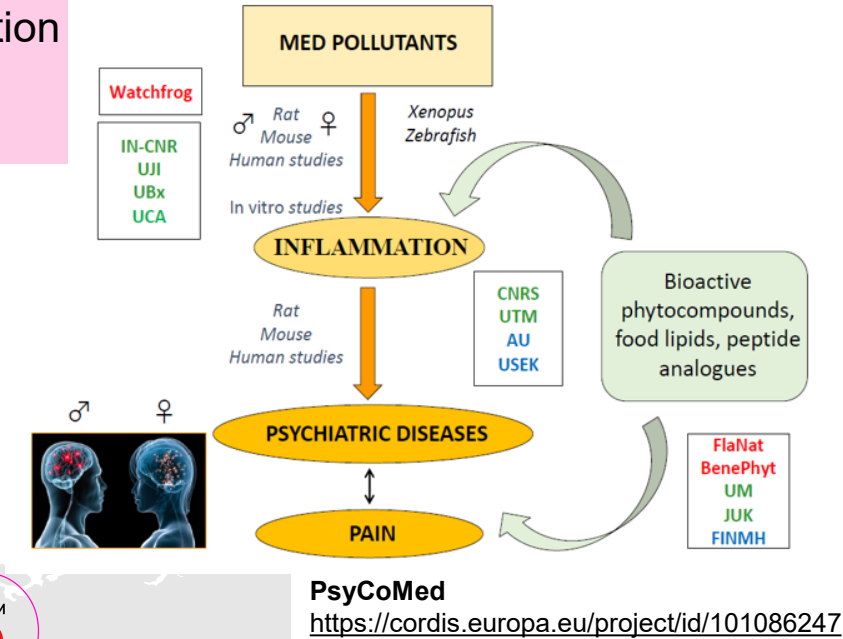 tion
MED POLLUTANTS
Watchfrog
IN-CNR
UJI
UBx
UCA
♂ Rat ♀
Mouse
Human studies
Xenopus
Zebrafish
In vitro studies
INFLAMMATION
Rat
Mouse
Human studies
CNRS
UTM
AU
USEK
Bioactive
phytocompounds,
food lipids, peptide
analogues
♂ ♀
PSYCHIATRIC DISEASES
PAIN
FlaNat
BenePhyt
UM
JUK
FINMH
PsyCoMed
https://cordis.europa.eu/project/id/101086247